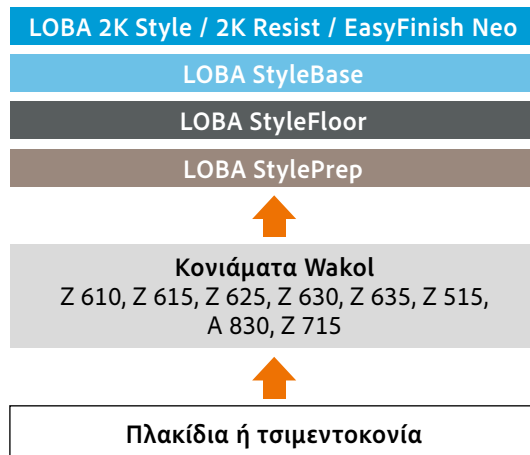 LOBA 2K Style / 2K Resist / EasyFinish Neo
LOBA StyleBase
LOBA StyleFloor
LOBA StylePrep
Κονιάματα Wakol
Z 610, Z 615, Z 625, Z 630, Z 635, Z 515,
A 830, Z 715
Πλακίδια ή τσιμεντοκονία